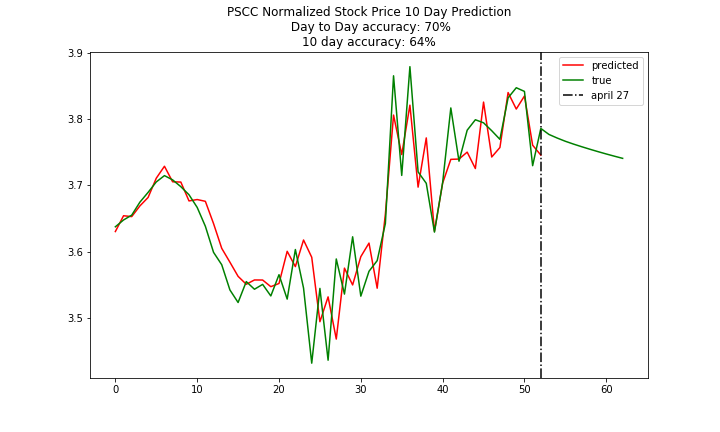 PSCC Normalized Stock Price 10 Day Prediction
Day to Day accuracy: 70%
10 day accuracy: 64%
3.9
3.8
3.7
3.6
3.5
0 10 20 30 40 50 60
predicted
true
april 27